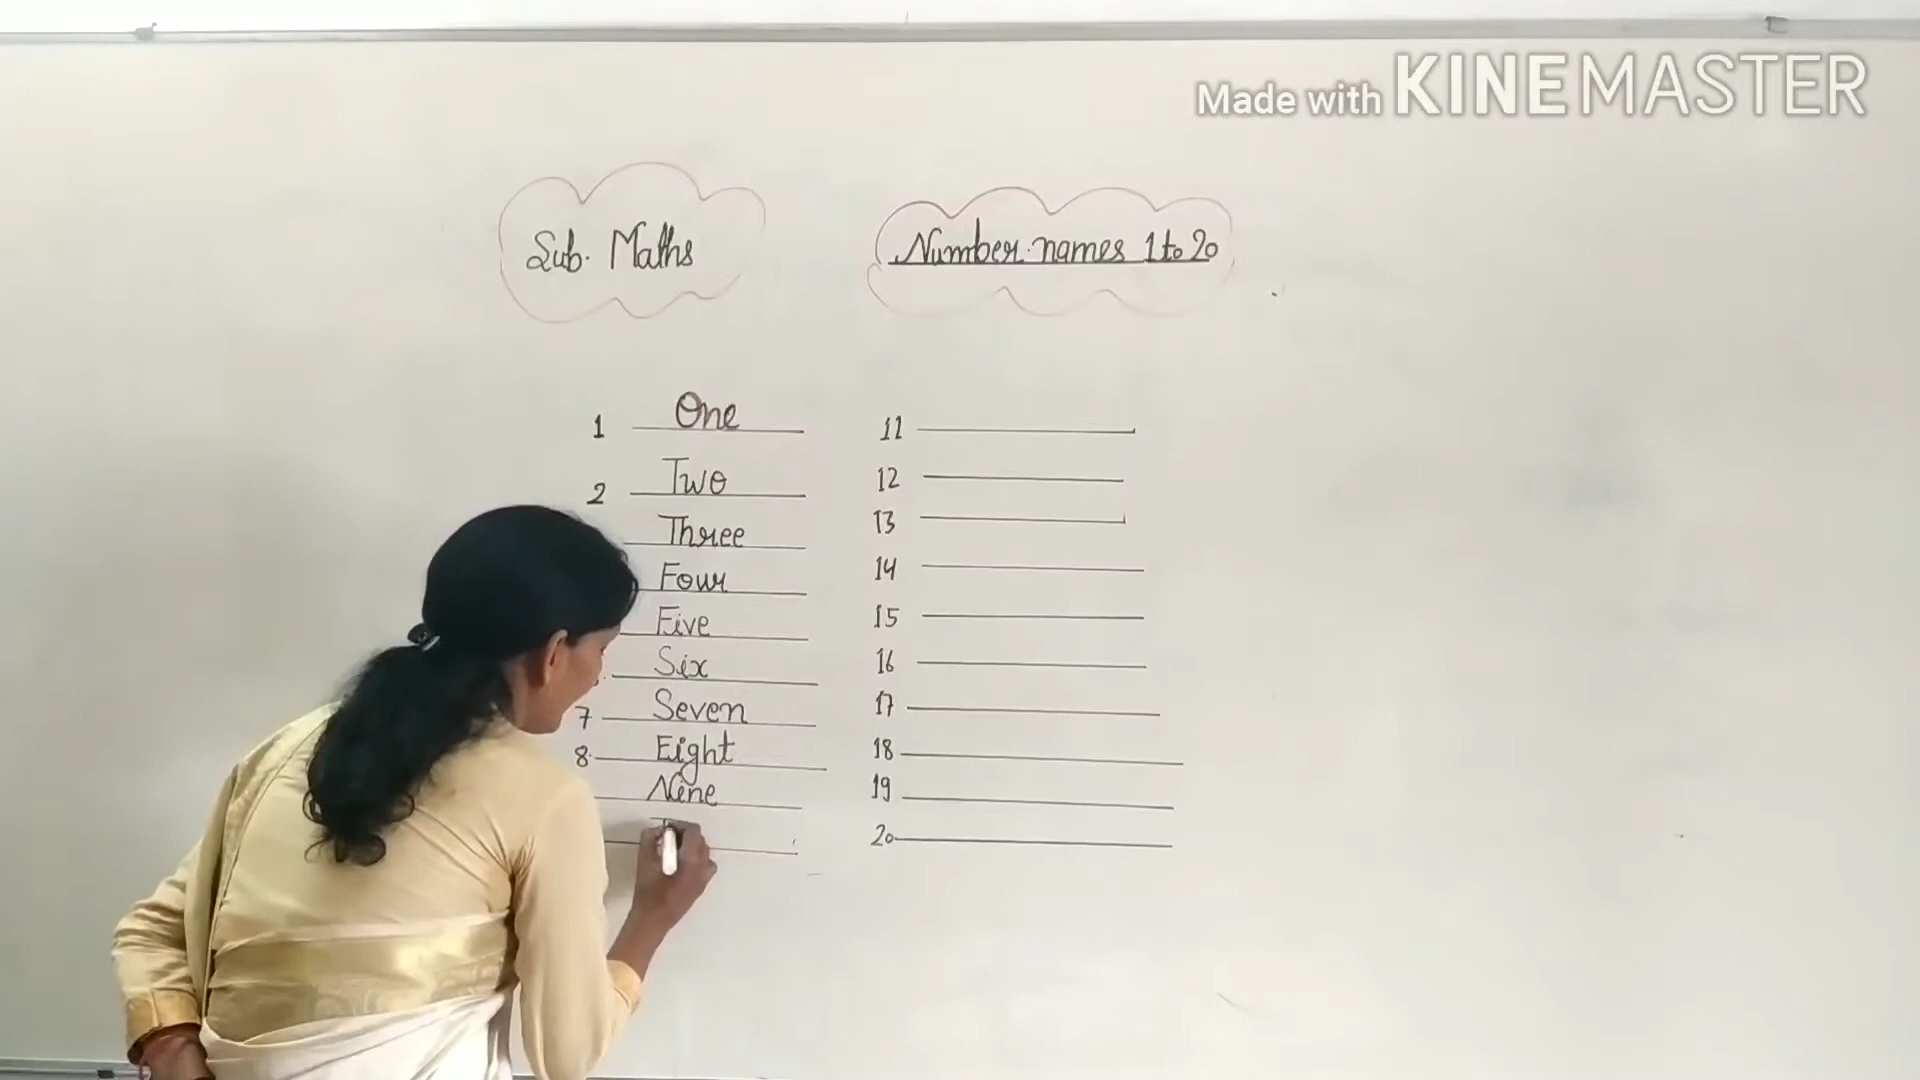 Made with KINEMASTER
Sub. Maths
Number names 1 to 20
1 One
2 Two
Three
Four
Five
Six
7 Seven
8. Eight
Nine
T
11
12
13
14
15
16
17
18
19
20